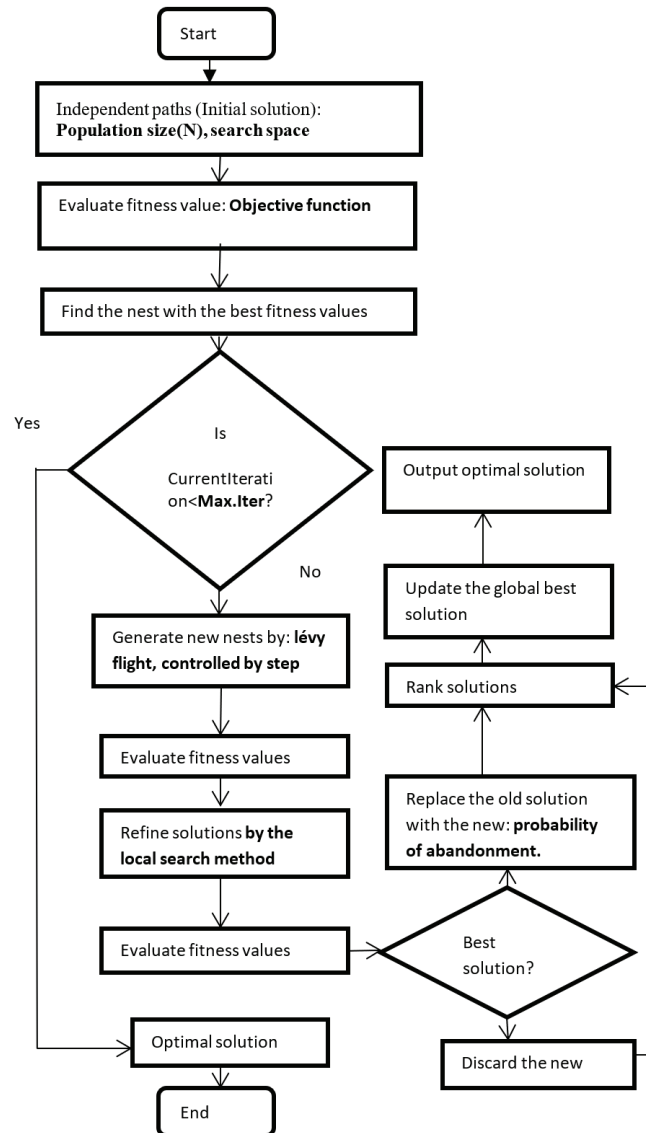 Start
Independent paths (Initial solution):
Population size(N), search space
Evaluate fitness value: Objective function
Find the nest with the best fitness values
Yes
Is
CurrentIterati
on<Max.Iter?
No
Generate new nests by: lévy
flight, controlled by step
Evaluate fitness values
Refine solutions by the
local search method
Evaluate fitness values
Optimal solution
End
Output optimal solution
Update the global best
solution
Rank solutions
Replace the old solution
with the new: probability
of abandonment.
Best
solution?
Discard the new